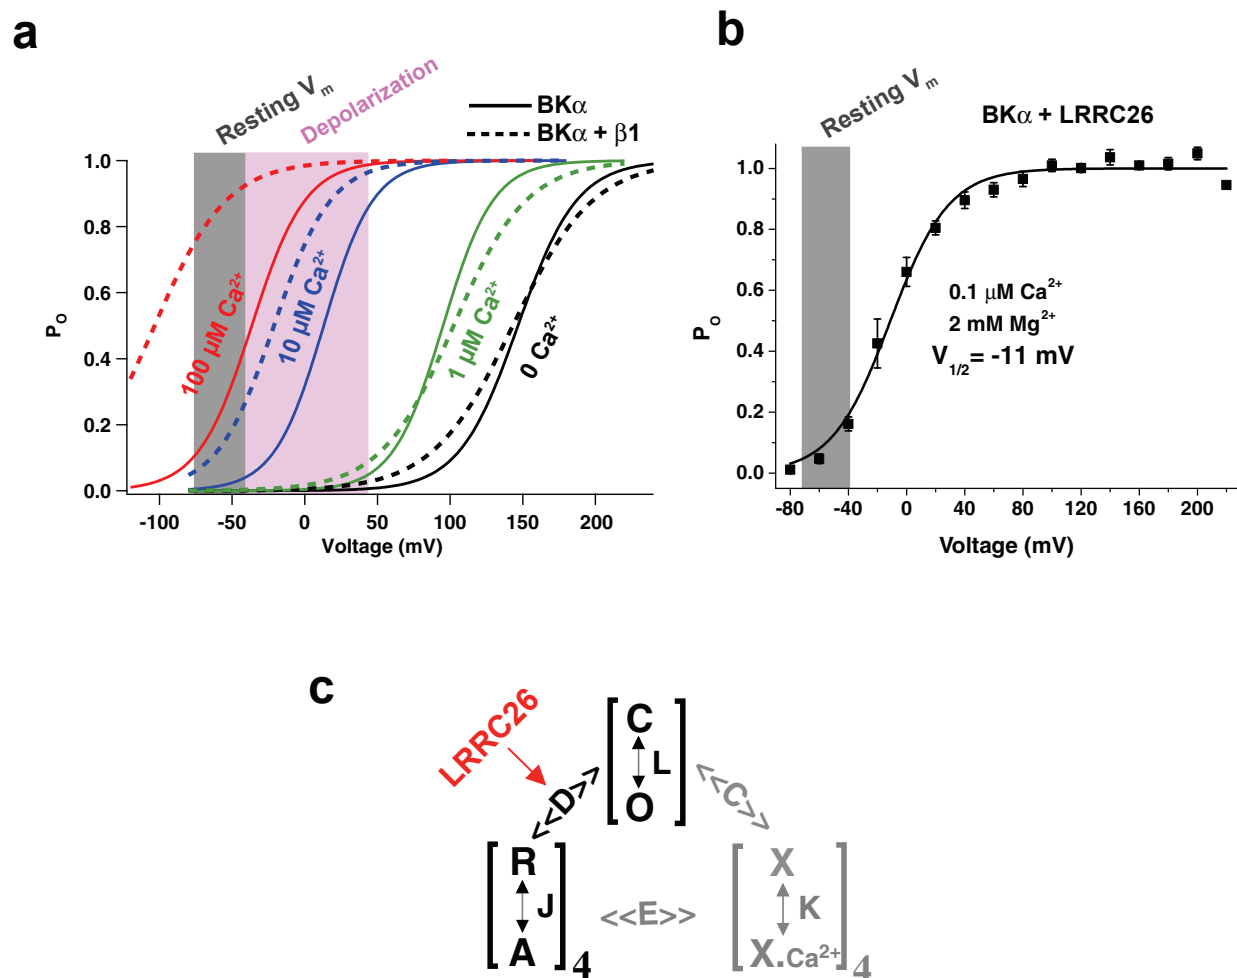 a
Resting Vm
Depolarization
BKα
BKα + β1
1.0
0.8
0.6
0.4
0.2
0.0
PO
100 µM Ca2+
10 µM Ca2+
1 µM Ca2+
0 Ca2+
-100 -50 0 50 100 150 200
Voltage (mV)
b
Resting Vm
BKα + LRRC26
1.0
0.8
0.6
0.4
0.2
0.0
PO
0.1 µM Ca2+
2 mM Mg2+
V1/2= -11 mV
-80 -40 0 40 80 120 160 200
Voltage (mV)
c
LRRC26
C
L
O
<<D>>
<<C>>
R
J
A
4
<<E>>
X
K
X.Ca2+
4